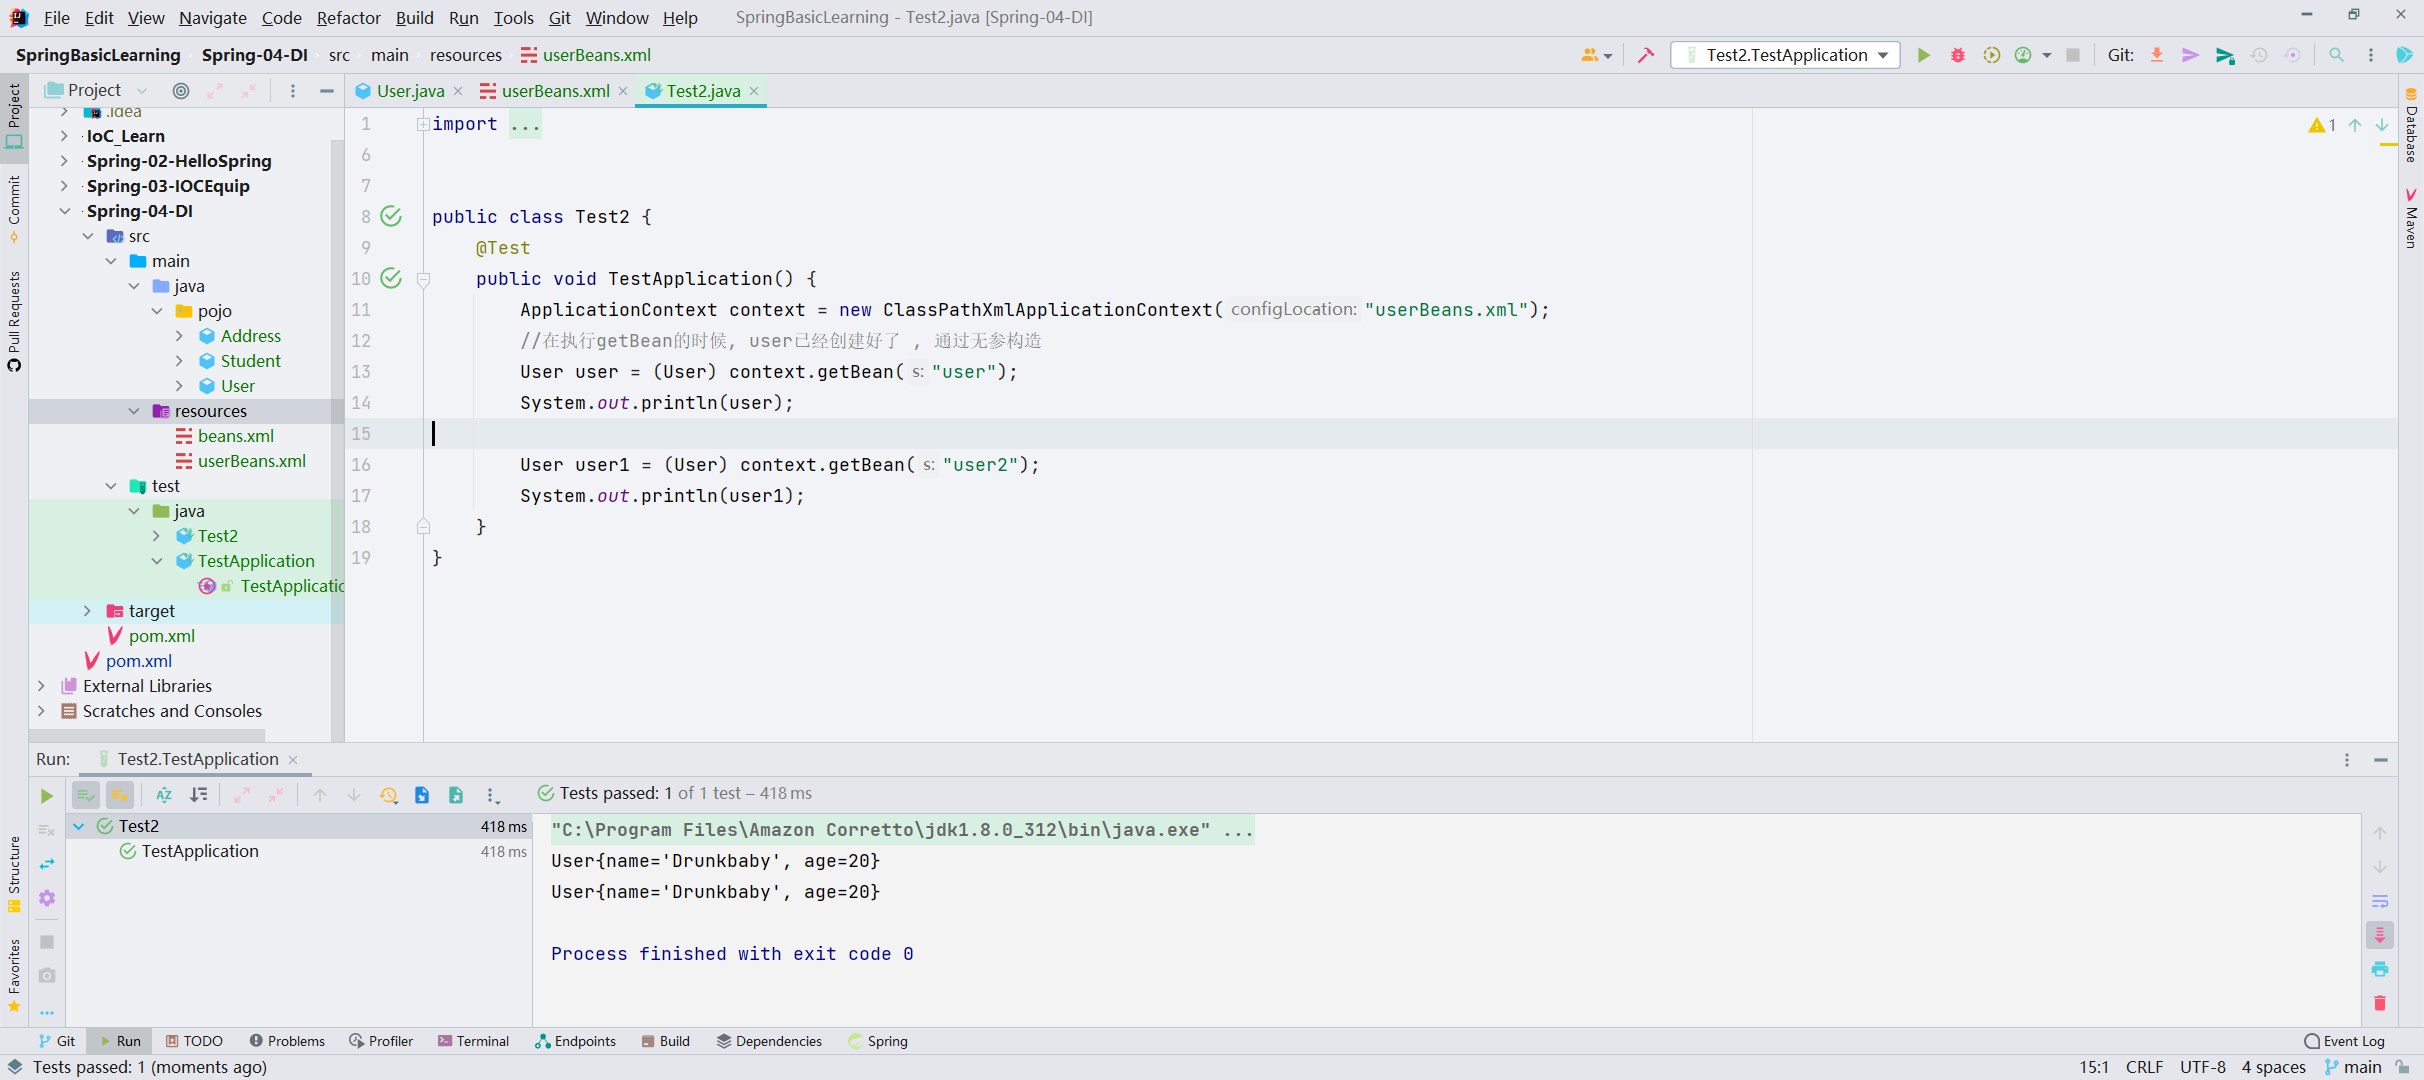 File Edit View Navigate Code Refactor Build Run Tools Git Window Help SpringBasicLearning - Test2.java [Spring-04-DI]
SpringBasicLearning Spring-04-DI src main resources userBeans.xml Test2.TestApplication Git:
Project User.java userBeans.xml Test2.java
.idea
IoC_Learn
Spring-02-HelloSpring
Spring-03-IOCEquip
Spring-04-DI
src
main
java
pojo
Address
Student
User
resources
beans.xml
userBeans.xml
test
java
Test2
TestApplication
TestApplicatio
target
pom.xml
pom.xml
External Libraries
Scratches and Consoles
Project
Commit
Pull Requests
Structure
Favorites
1 import ...
6
7
8 public class Test2 {
9 @Test
10 public void TestApplication() {
11 ApplicationContext context = new ClassPathXmlApplicationContext( configLocation: "userBeans.xml");
12 //在执行getBean的时候, user已经创建好了 , 通过无参构造
13 User user = (User) context.getBean( s: "user");
14 System.out.println(user);
15
16 User user1 = (User) context.getBean( s: "user2");
17 System.out.println(user1);
18 }
19 }
1
Database
Maven
Run: Test2.TestApplication
Tests passed: 1 of 1 test – 418 ms
Test2 418 ms
TestApplication 418 ms
"C:\Program Files\Amazon Corretto\jdk1.8.0_312\bin\java.exe" ...
User{name='Drunkbaby', age=20}
User{name='Drunkbaby', age=20}
Process finished with exit code 0
Git Run TODO Problems Profiler Terminal Endpoints Build Dependencies Spring Event Log
Tests passed: 1 (moments ago) 15:1 CRLF UTF-8 4 spaces main